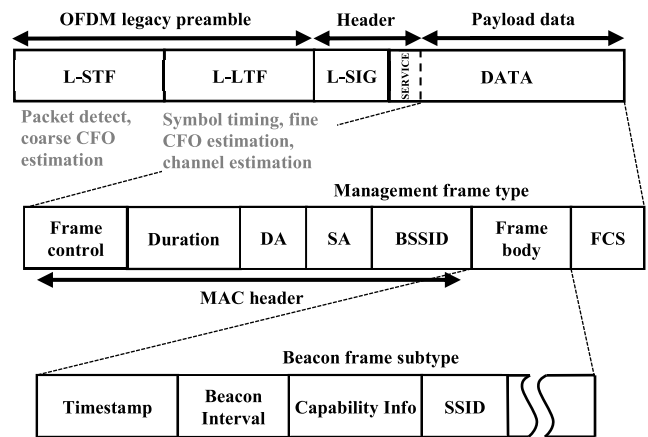 OFDM legacy preamble
Header
Payload data
L-STF
L-LTF
L-SIG
SERVICE
DATA
Packet detect,
coarse CFO
estimation
Symbol timing, fine
CFO estimation,
channel estimation
Management frame type
Frame
control
Duration
DA
SA
BSSID
Frame
body
FCS
MAC header
Beacon frame subtype
Timestamp
Beacon
Interval
Capability Info
SSID